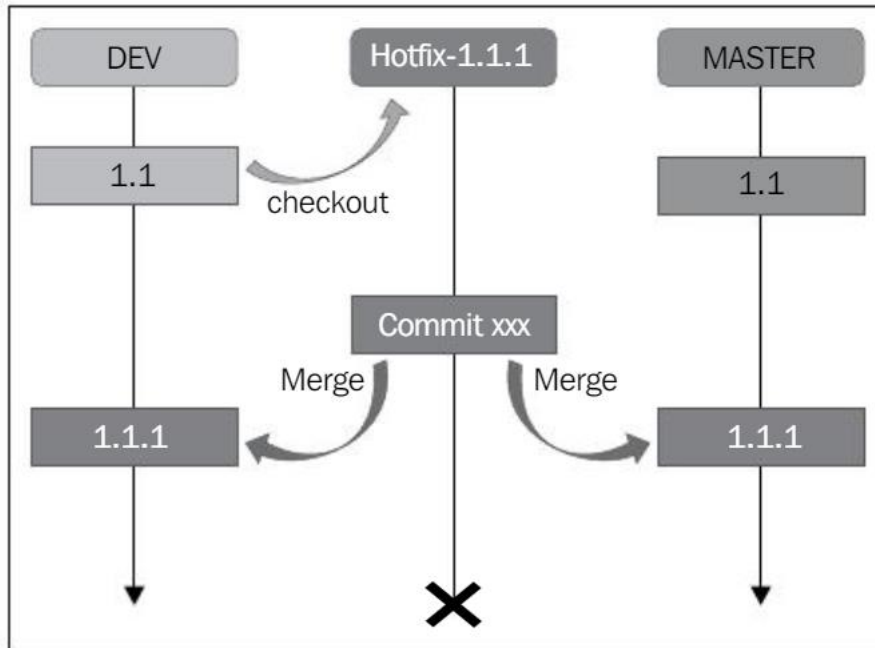 DEV
Hotfix-1.1.1
MASTER
1.1
checkout
1.1
Commit xxx
Merge
Merge
1.1.1
1.1.1